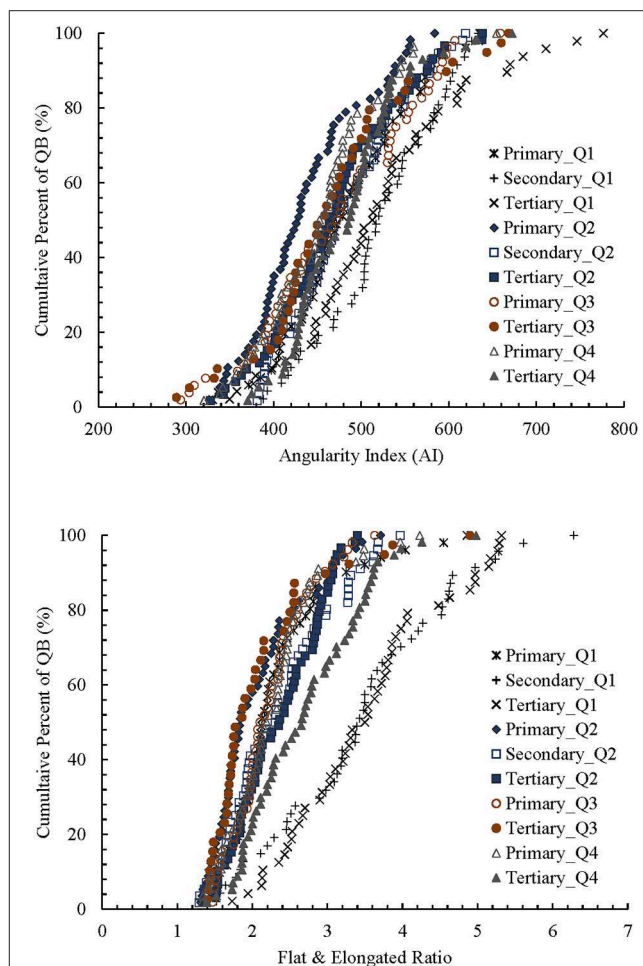 100
80
60
40
20
0
Cumultaive Percent of QB (%)
Primary_Q1
Secondary_Q1
Tertiary_Q1
Primary_Q2
Secondary_Q2
Tertiary_Q2
Primary_Q3
Tertiary_Q3
Primary_Q4
Tertiary_Q4
200 300 400 500 600 700 800
Angularity Index (AI)
100
80
60
40
20
0
Cumultaive Percent of QB (%)
Primary_Q1
Secondary_Q1
Tertiary_Q1
Primary_Q2
Secondary_Q2
Tertiary_Q2
Primary_Q3
Tertiary_Q3
Primary_Q4
Tertiary_Q4
0 1 2 3 4 5 6 7
Flat & Elongated Ratio